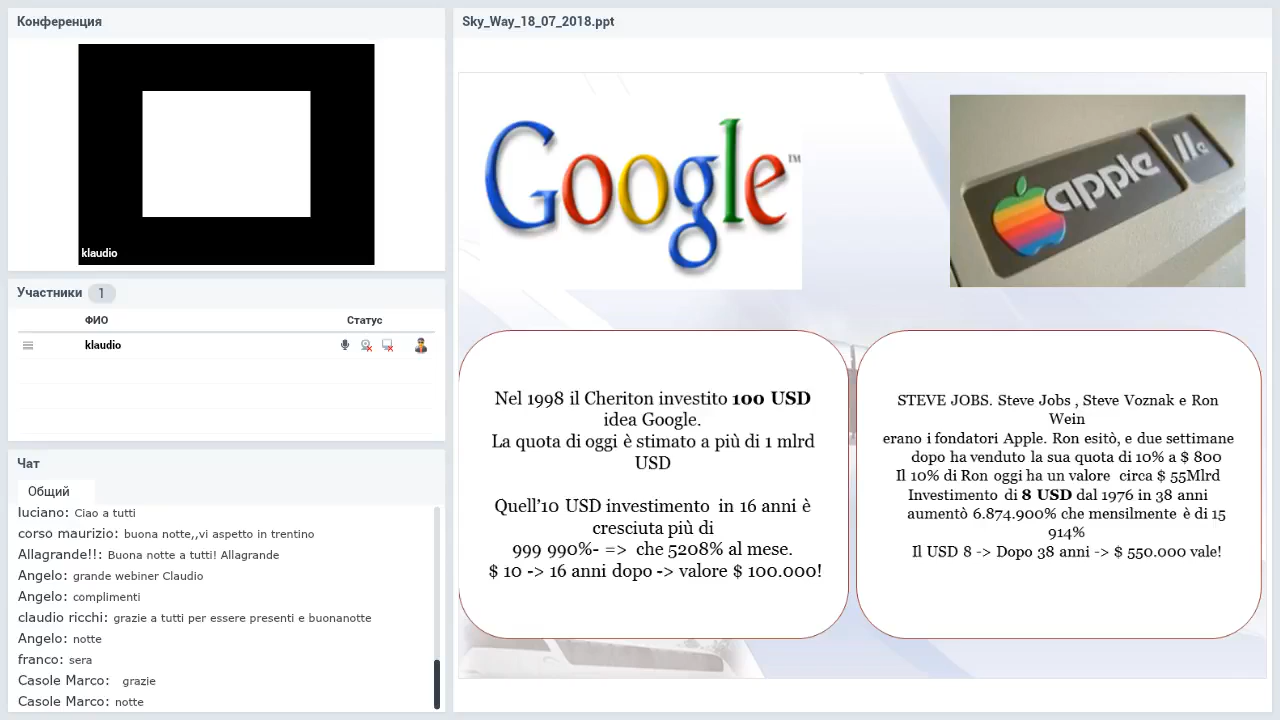 Конференция
klaudio
Участники 1
ФИО Статус
klaudio
Чат
Общий
luciano: Ciao a tutti
corso maurizio: buona notte,,vi aspetto in trentino
Allagrande!!: Buona notte a tutti! Allagrande
Angelo: grande webiner Claudio
Angelo: complimenti
claudio ricchi: grazie a tutti per essere presenti e buonanotte
Angelo: notte
franco: sera
Casole Marco: grazie
Casole Marco: notte
Sky_Way_18_07_2018.ppt
Google™
apple IIe
Nel 1998 il Cheriton investito 100 USD
idea Google.
La quota di oggi è stimato a più di 1 mlrd
USD
Quell'10 USD investimento in 16 anni è
cresciuta più di
999 990%- => che 5208% al mese.
$ 10 -> 16 anni dopo -> valore $ 100.000!
STEVE JOBS. Steve Jobs , Steve Voznak e Ron
Wein
erano i fondatori Apple. Ron esitò, e due settimane
dopo ha venduto la sua quota di 10% a $ 800
Il 10% di Ron oggi ha un valore circa $ 55Mlrd
Investimento di 8 USD dal 1976 in 38 anni
aumentò 6.874.900% che mensilmente è di 15
914%
Il USD 8 -> Dopo 38 anni -> $ 550.000 vale!